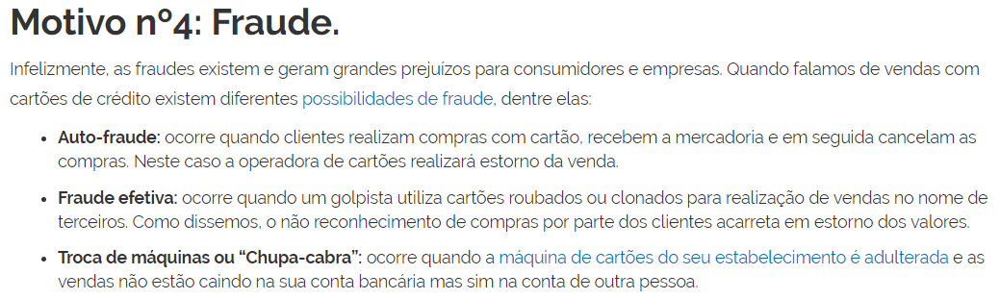 Motivo nº4: Fraude.
Infelizmente, as fraudes existem e geram grandes prejuízos para consumidores e empresas. Quando falamos de vendas com
cartões de crédito existem diferentes possibilidades de fraude, dentre elas:
• Auto-fraude: ocorre quando clientes realizam compras com cartão, recebem a mercadoria e em seguida cancelam as
compras. Neste caso a operadora de cartões realizará estorno da venda.
• Fraude efetiva: ocorre quando um golpista utiliza cartões roubados ou clonados para realização de vendas no nome de
terceiros. Como dissemos, o não reconhecimento de compras por parte dos clientes acarreta em estorno dos valores.
• Troca de máquinas ou “Chupa-cabra”: ocorre quando a máquina de cartões do seu estabelecimento é adulterada e as
vendas não estão caindo na sua conta bancária mas sim na conta de outra pessoa.